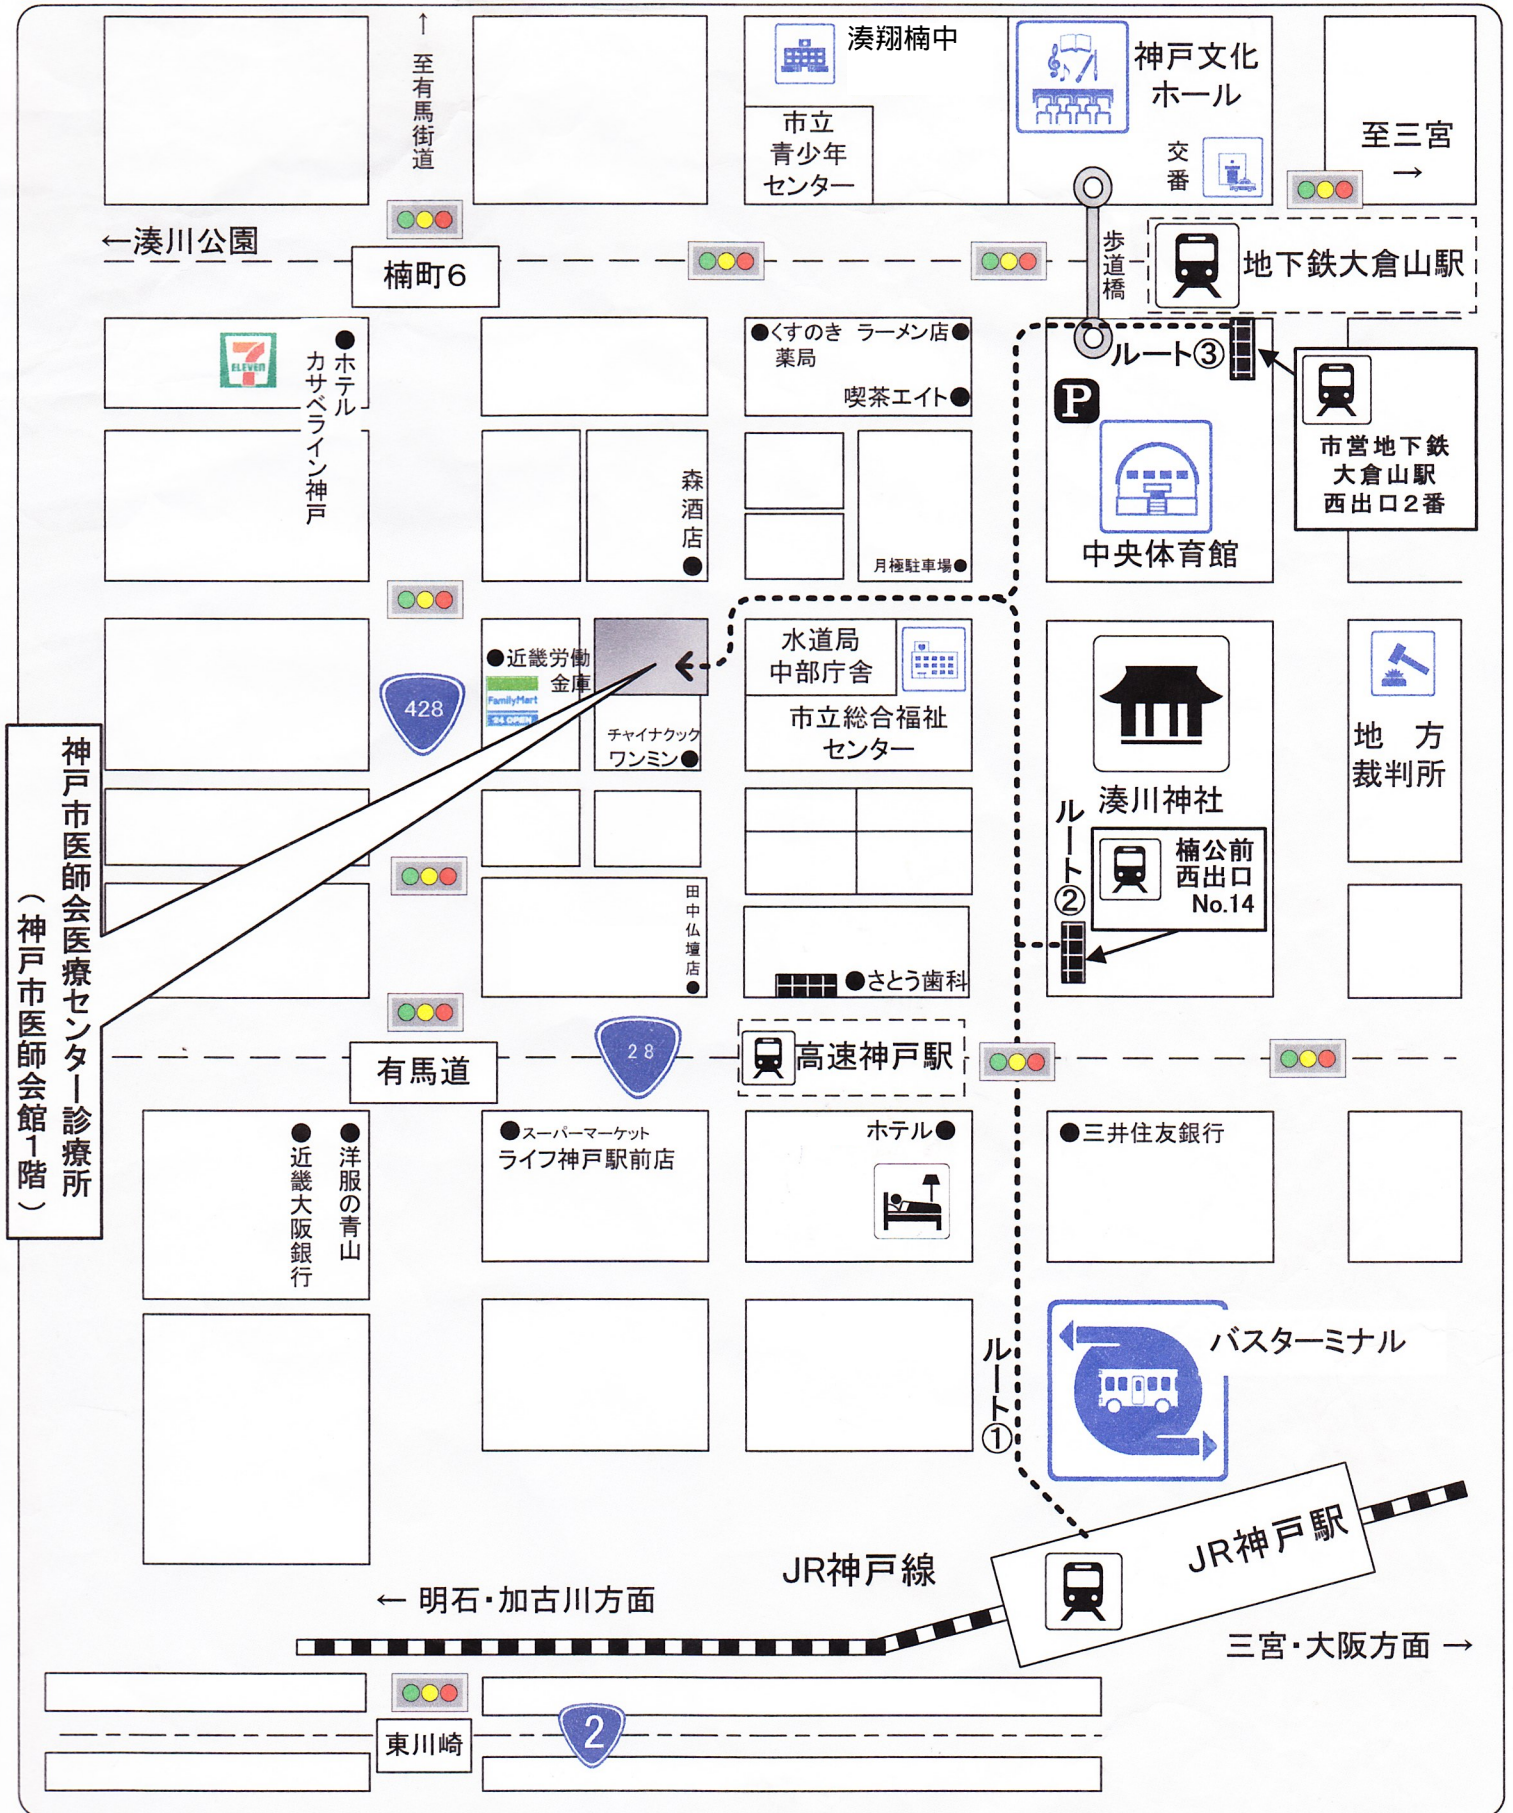 ↑
至有馬街道
湊翔楠中
市立
青少年
センター
神戸文化
ホール
交番
至三宮
→
←湊川公園
楠町6
歩道橋
地下鉄大倉山駅
7
ELEVEN
●ホテル
カサベライン神戸
●くすのき
薬局
ラーメン店●
喫茶エイト●
ルート③
P
市営地下鉄
大倉山駅
西出口2番
中央体育館
森酒店●
月極駐車場●
●近畿労働
金庫
FamilyMart
24 OPEN
チャイナクック
ワンミン●
水道局
中部庁舎
市立総合福祉
センター
湊川神社
地方
裁判所
428
神戸市医師会医療センター診療所
(神戸市医師会館1階)
ルート②
楠公前
西出口
No.14
田中仏壇店●
●さとう歯科
有馬道
28
高速神戸駅
●洋服の青山
●近畿大阪銀行
●スーパーマーケット
ライフ神戸駅前店
ホテル●
●三井住友銀行
ルート①
バスターミナル
JR神戸駅
JR神戸線
← 明石・加古川方面
三宮・大阪方面 →
東川崎
2